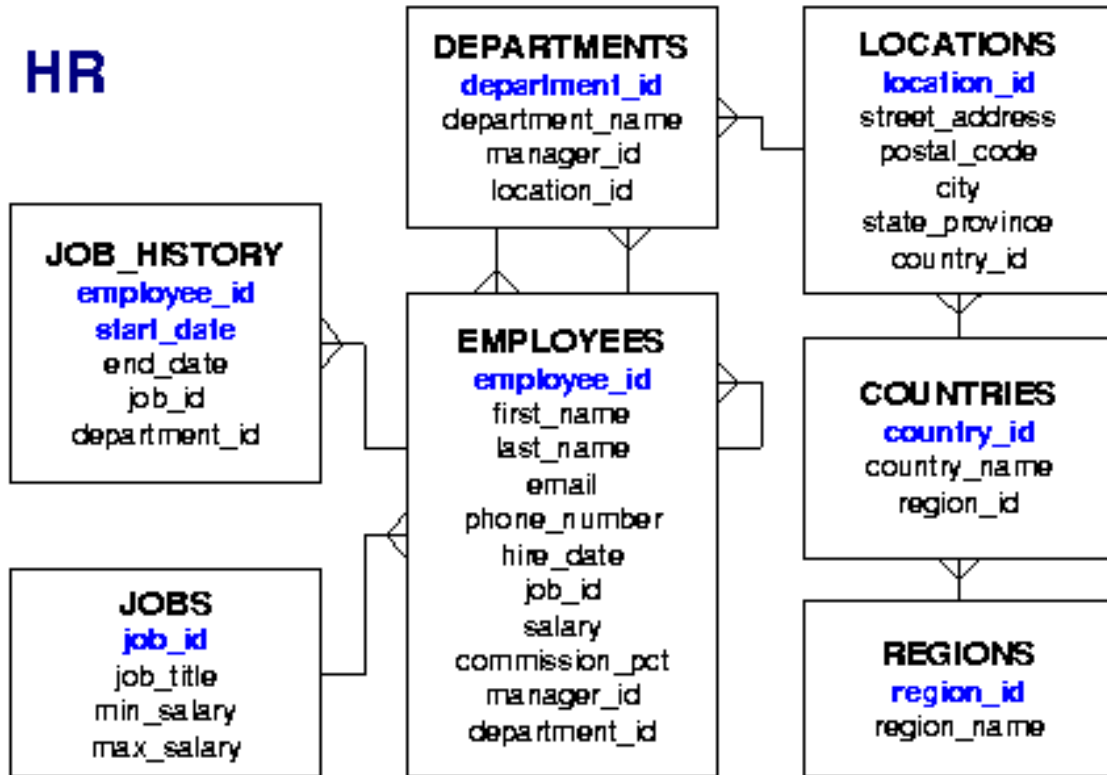 HR
DEPARTMENTS
department_id
department_name
manager_id
location_id
LOCATIONS
location_id
street_address
postal_code
city
state_province
country_id
JOB_HISTORY
employee_id
start_date
end_date
job_id
department_id
EMPLOYEES
employee_id
first_name
last_name
email
phone_number
hire_date
job_id
salary
commission_pct
manager_id
department_id
COUNTRIES
country_id
country_name
region_id
JOBS
job_id
job_title
min_salary
max_salary
REGIONS
region_id
region_name